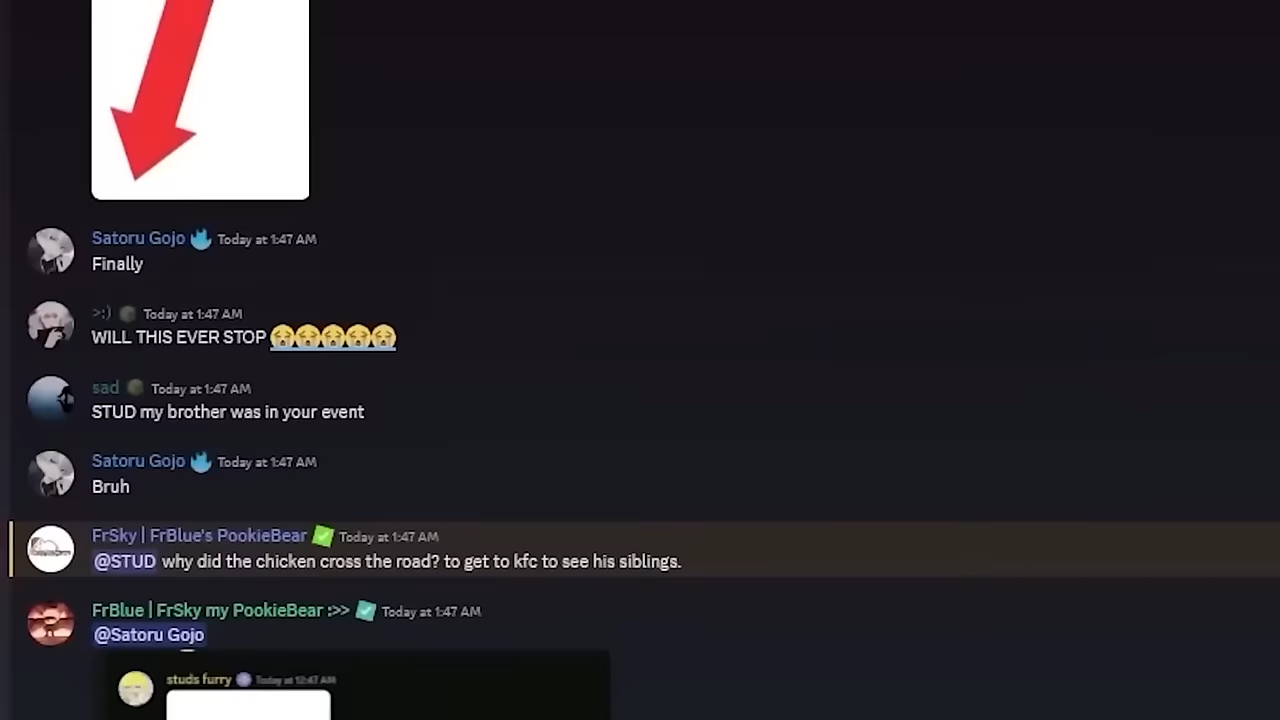 Satoru Gojo Today at 1:47 AM
Finally
>:) Today at 1:47 AM
WILL THIS EVER STOP 😭😭😭😭😭
sad Today at 1:47 AM
STUD my brother was in your event
Satoru Gojo Today at 1:47 AM
Bruh
FrSky | FrBlue's PookieBear Today at 1:47 AM
@STUD why did the chicken cross the road? to get to kfc to see his siblings.
FrBlue | FrSky my PookieBear :>> Today at 1:47 AM
@Satoru Gojo
studs furry Today at 12:47 AM